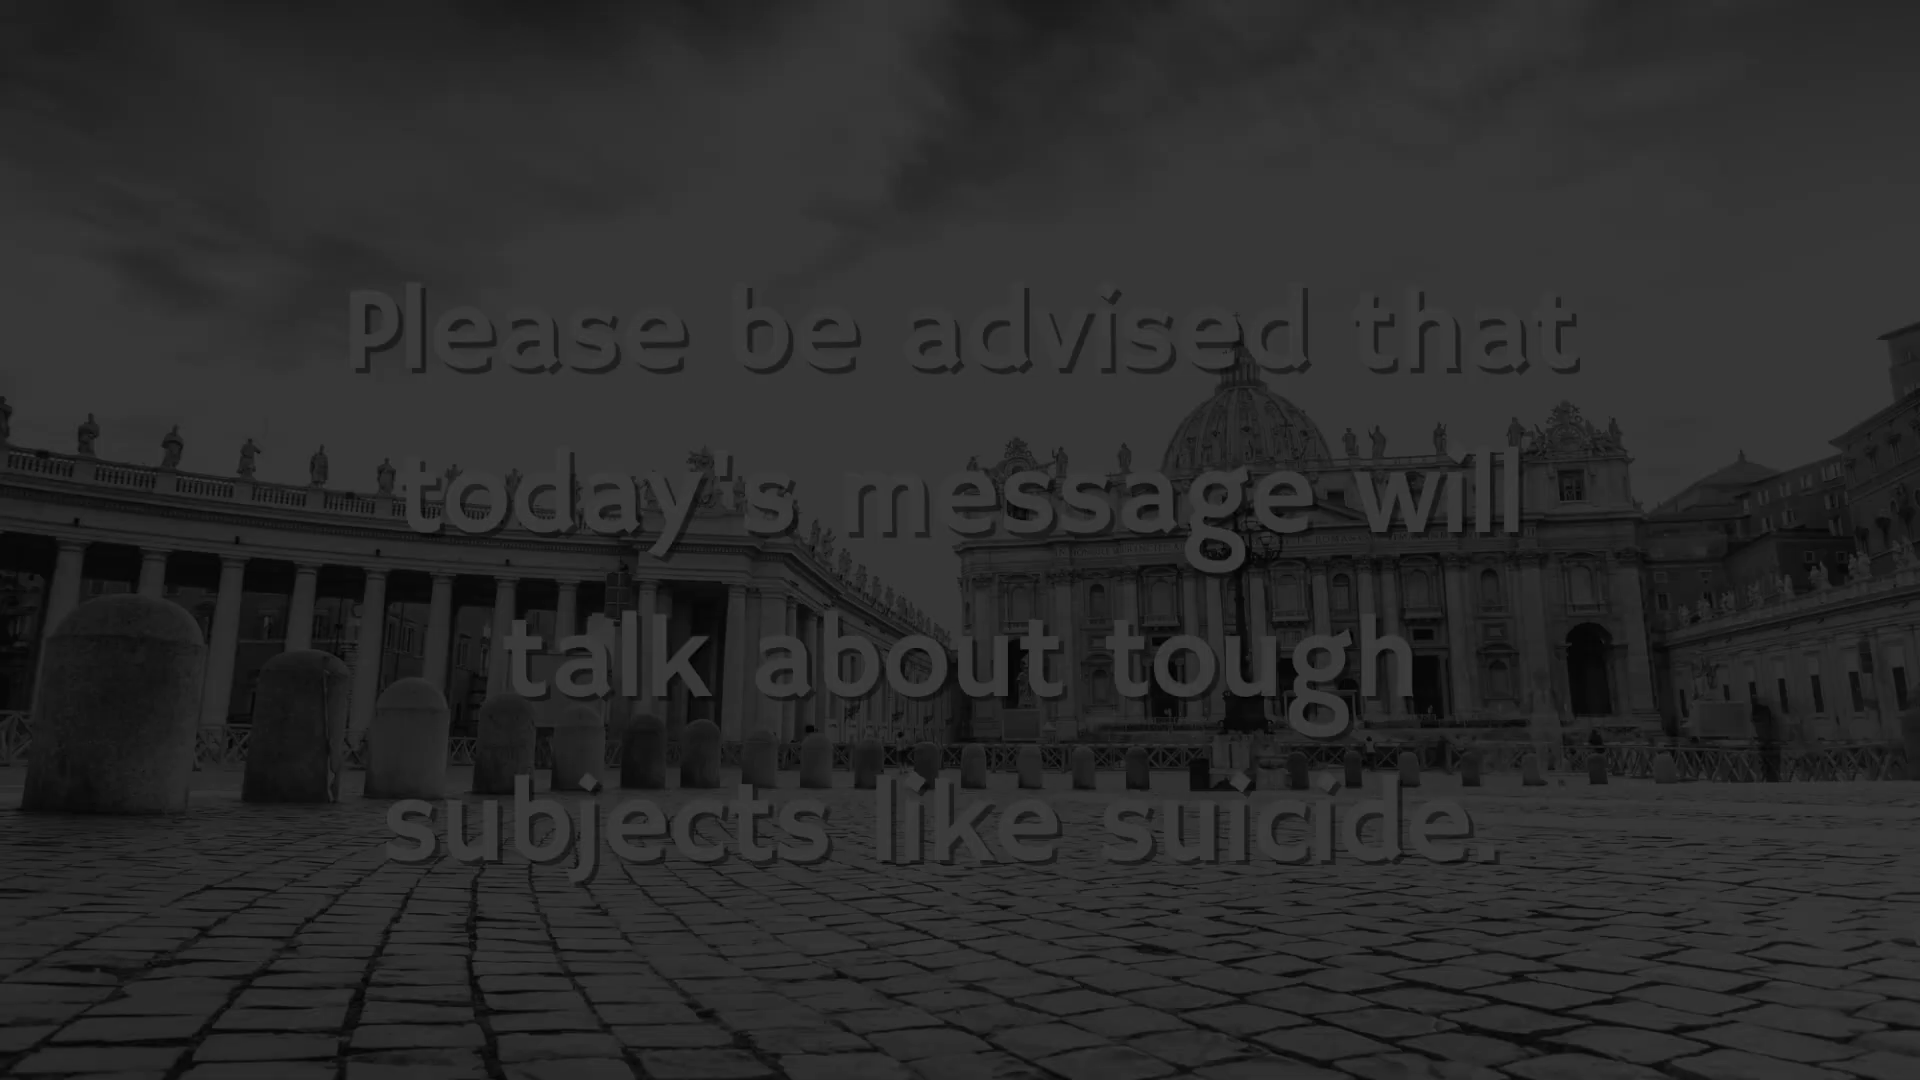 Please be advised that
today's message will
talk about tough
subjects like suicide.